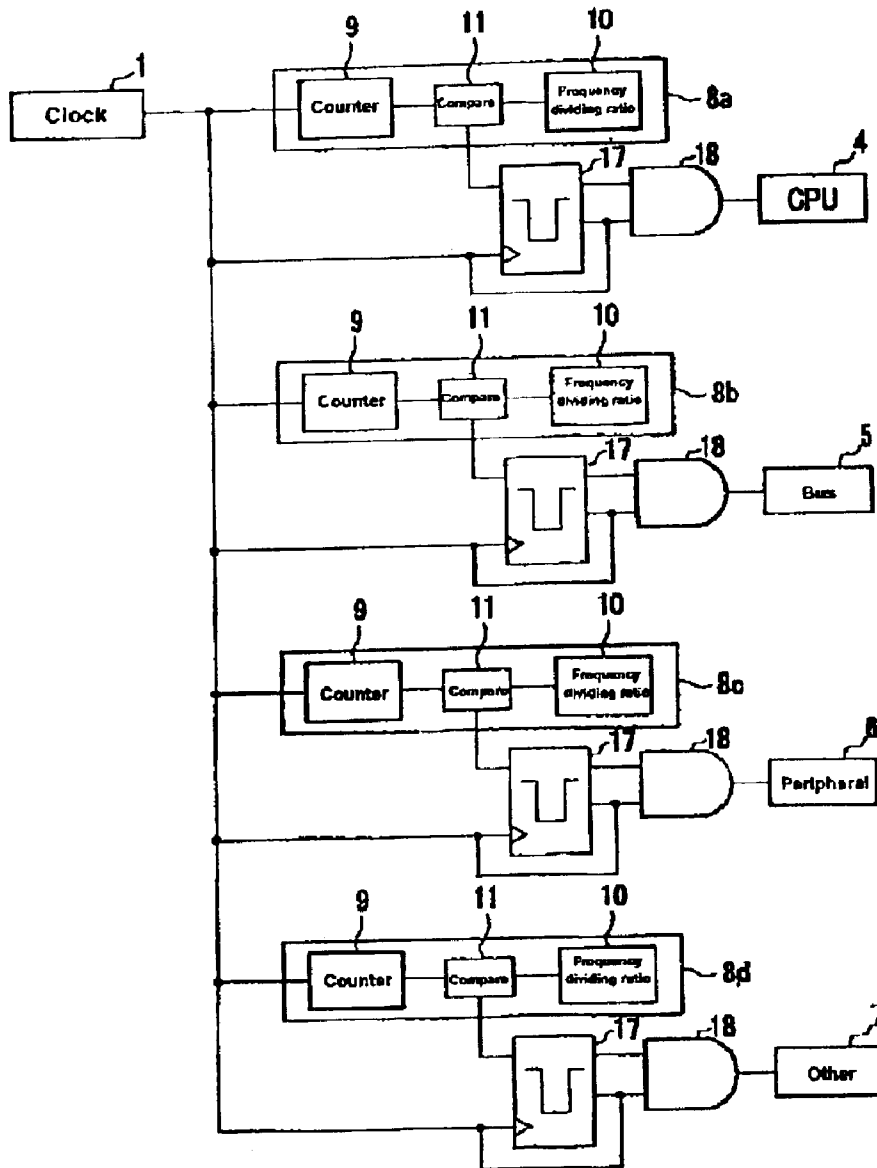 9
11
10
1
Clock
Counter
Compare
Frequency
dividing ratio
8a
17
18
4
CPU
9
11
10
Counter
Compare
Frequency
dividing ratio
8b
17
18
5
Bus
9
11
10
Counter
Compare
Frequency
dividing ratio
8c
17
18
6
Peripheral
9
11
10
Counter
Compare
Frequency
dividing ratio
8d
17
18
Other